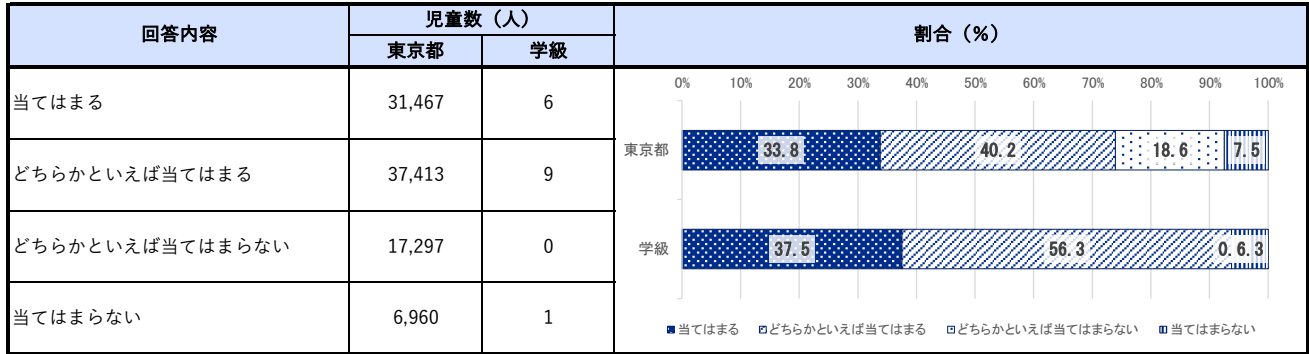 回答内容 児童数（人） 割合（%）
東京都 学級
当てはまる 31,467 6
どちらかといえば当てはまる 37,413 9
どちらかといえば当てはまらない 17,297 0
当てはまらない 6,960 1
0% 10% 20% 30% 40% 50% 60% 70% 80% 90% 100%
東京都 33.8 40.2 18.6 7.5
学級 37.5 56.3 0. 6.3
当てはまる どちらかといえば当てはまる どちらかといえば当てはまらない 当てはまらない